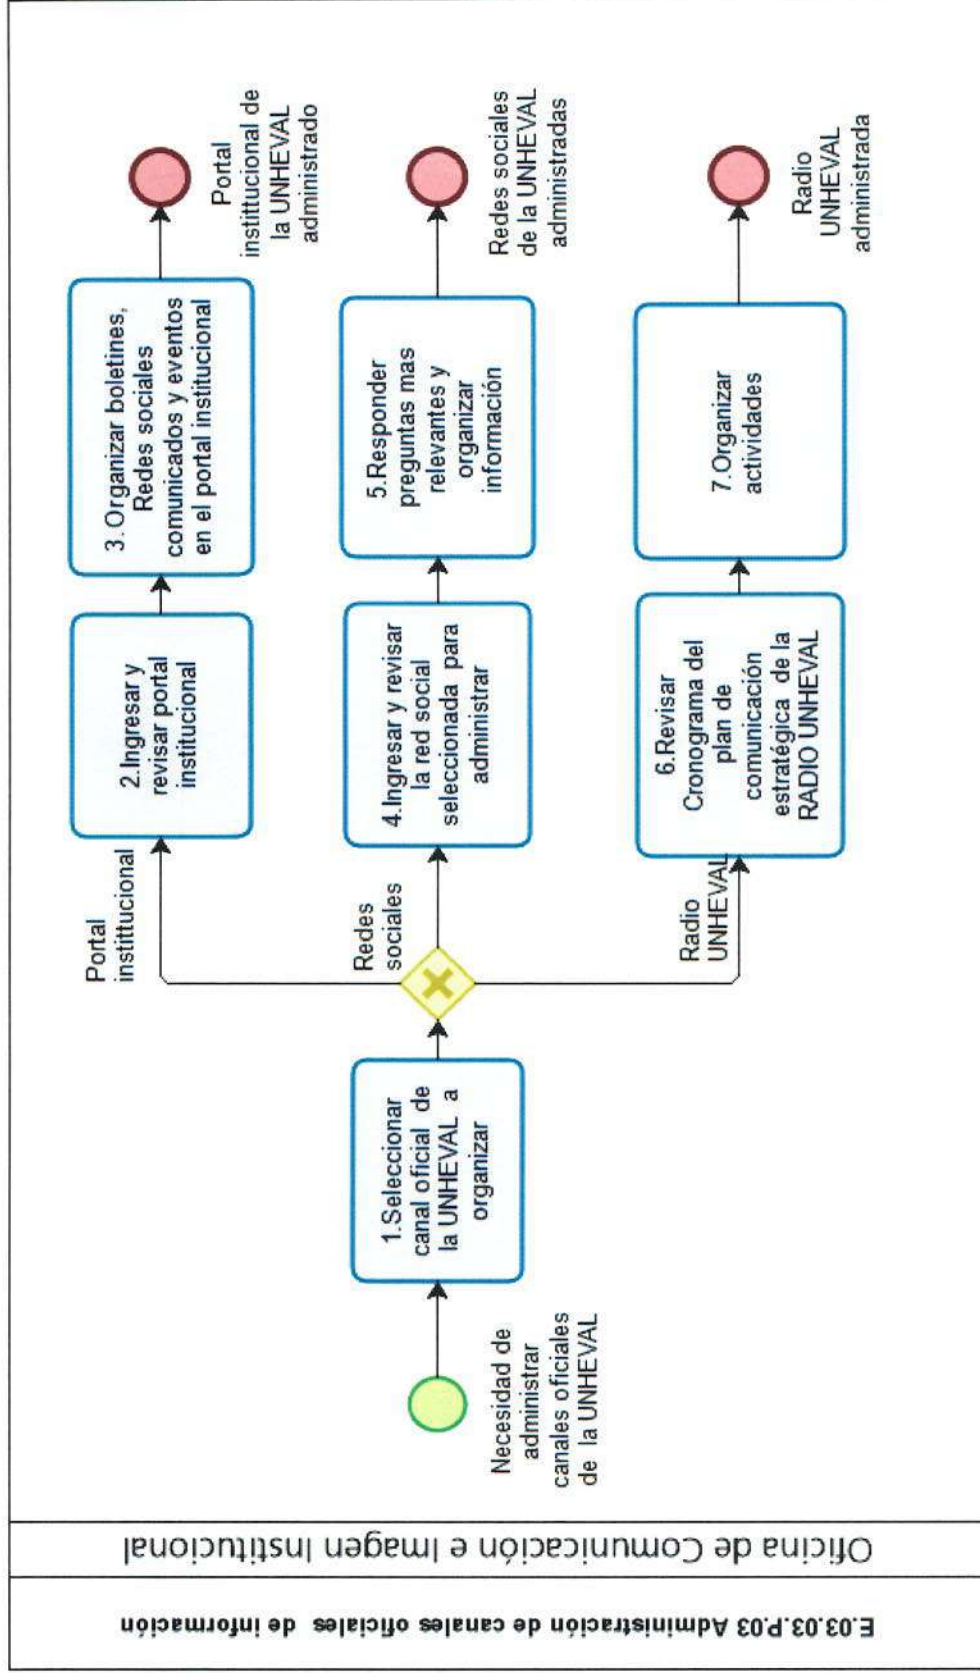 E.03.03.P.03 Administración de canales oficiales de información
Oficina de Comunicación e Imagen Institucional
Necesidad de
administrar
canales oficiales
de la UNHEVAL
1.Seleccionar
canal oficial de
la UNHEVAL a
organizar
Portal
instittucional
2.Ingresar y
revisar portal
institucional
3.Organizar boletines,
Redes sociales
comunicados y eventos
en el portal institucional
Portal
instittucional de
la UNHEVAL
administrado
Redes
sociales
4.Ingresar y revisar
la red social
seleccionada para
administrar
5.Responder
preguntas mas
relevantes y
organizar
información
Redes sociales
de la UNHEVAL
administradas
Radio
UNHEVAL
6.Revisar
Cronograma del
plan de
comunicación
estratégica de la
RADIO UNHEVAL
7.Organizar
actividades
Radio
UNHEVAL
administrada